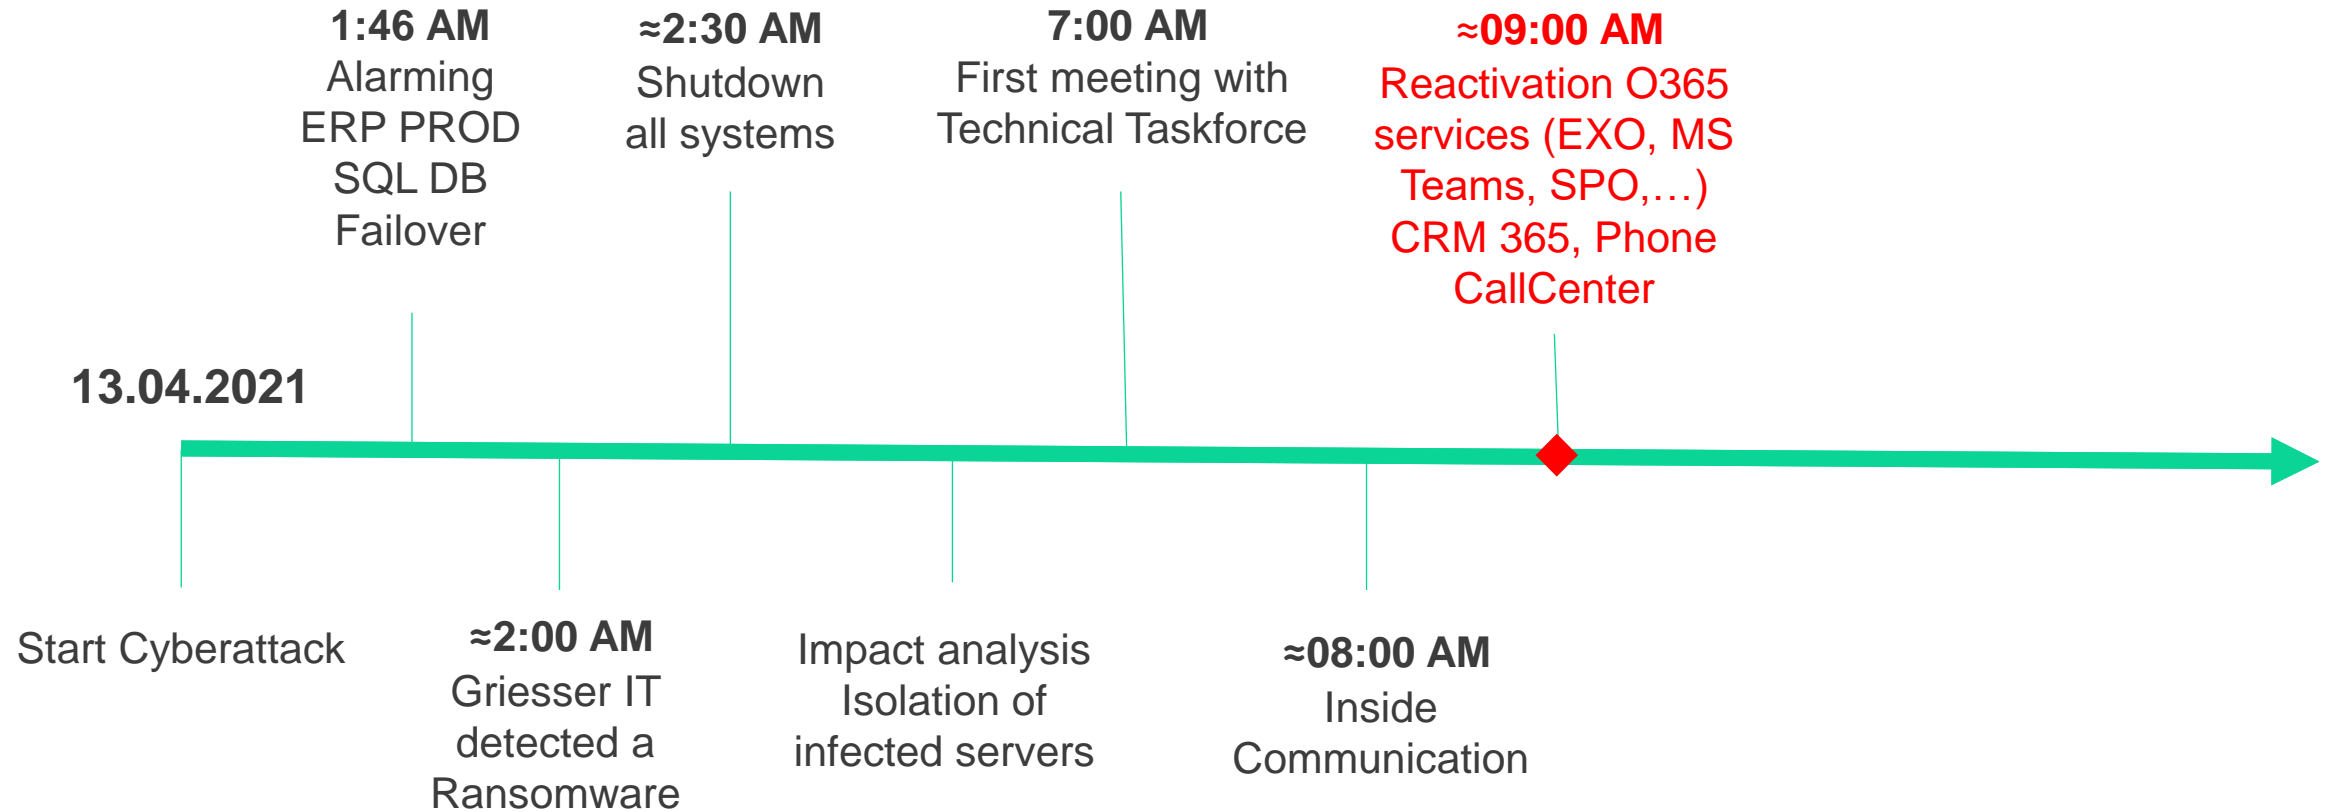 1:46 AM
Alarming
ERP PROD
SQL DB
Failover
≈2:30 AM
Shutdown
all systems
7:00 AM
First meeting with
Technical Taskforce
≈09:00 AM
Reactivation O365
services (EXO, MS
Teams, SPO,…)
CRM 365, Phone
CallCenter
13.04.2021
Start Cyberattack
≈2:00 AM
Griesser IT
detected a
Ransomware
Impact analysis
Isolation of
infected servers
≈08:00 AM
Inside
Communication